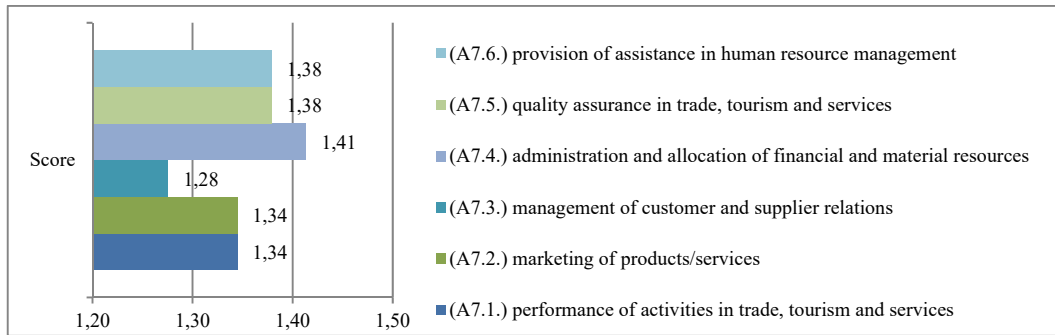 (A7.6.) provision of assistance in human resource management
1,38
(A7.5.) quality assurance in trade, tourism and services
1,38
(A7.4.) administration and allocation of financial and material resources
1,41
Score
(A7.3.) management of customer and supplier relations
1,28
(A7.2.) marketing of products/services
1,34
(A7.1.) performance of activities in trade, tourism and services
1,34
1,20 1,30 1,40 1,50